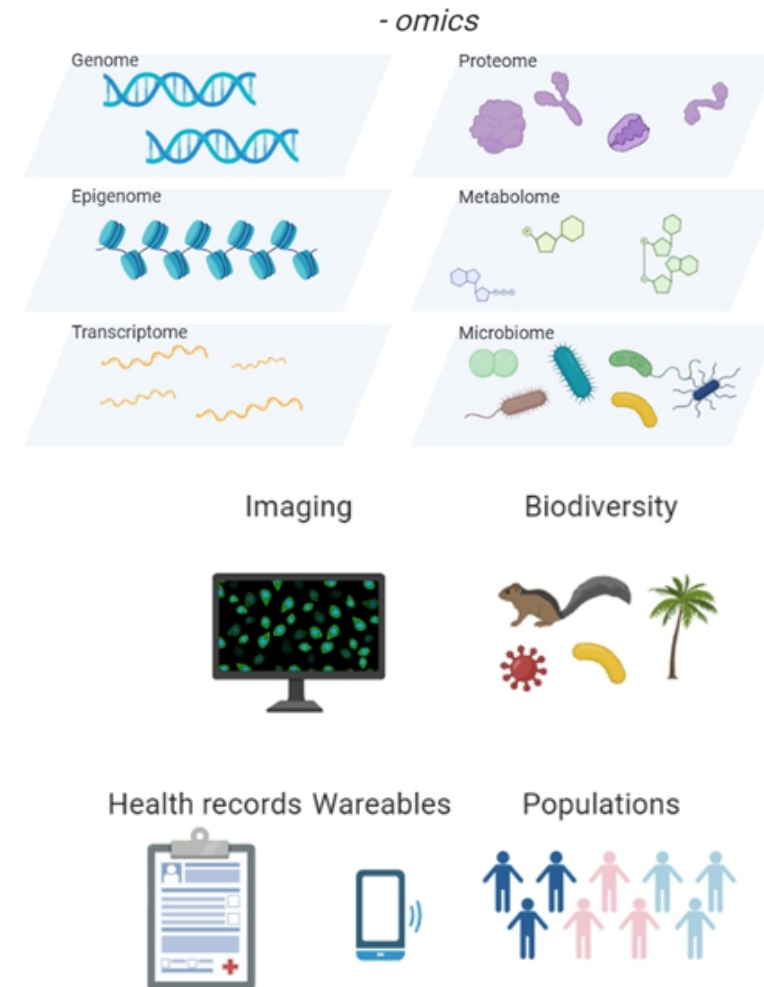 - omics
Genome
Proteome
Epigenome
Metabolome
Transcriptome
Microbiome
Imaging
Biodiversity
Health records
Wareables
Populations